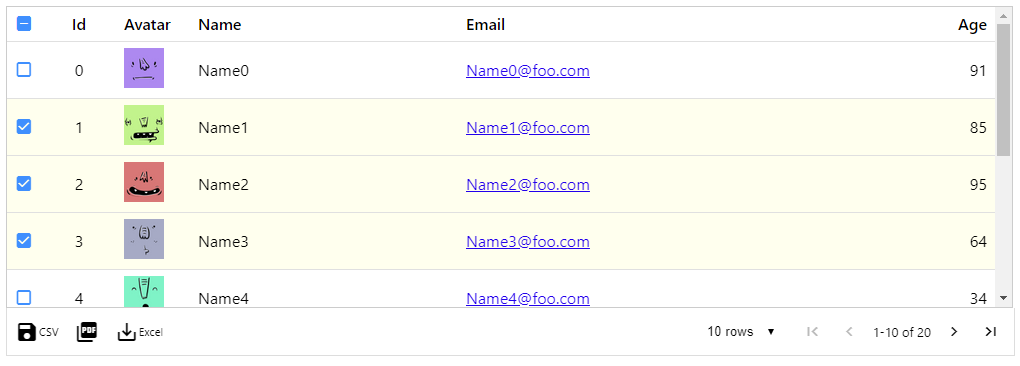 Id Avatar Name Email Age
0 Name0 Name0@foo.com 91
1 Name1 Name1@foo.com 85
2 Name2 Name2@foo.com 95
3 Name3 Name3@foo.com 64
4 Name4 Name4@foo.com 34
CSV PDF Excel 10 rows 1-10 of 20